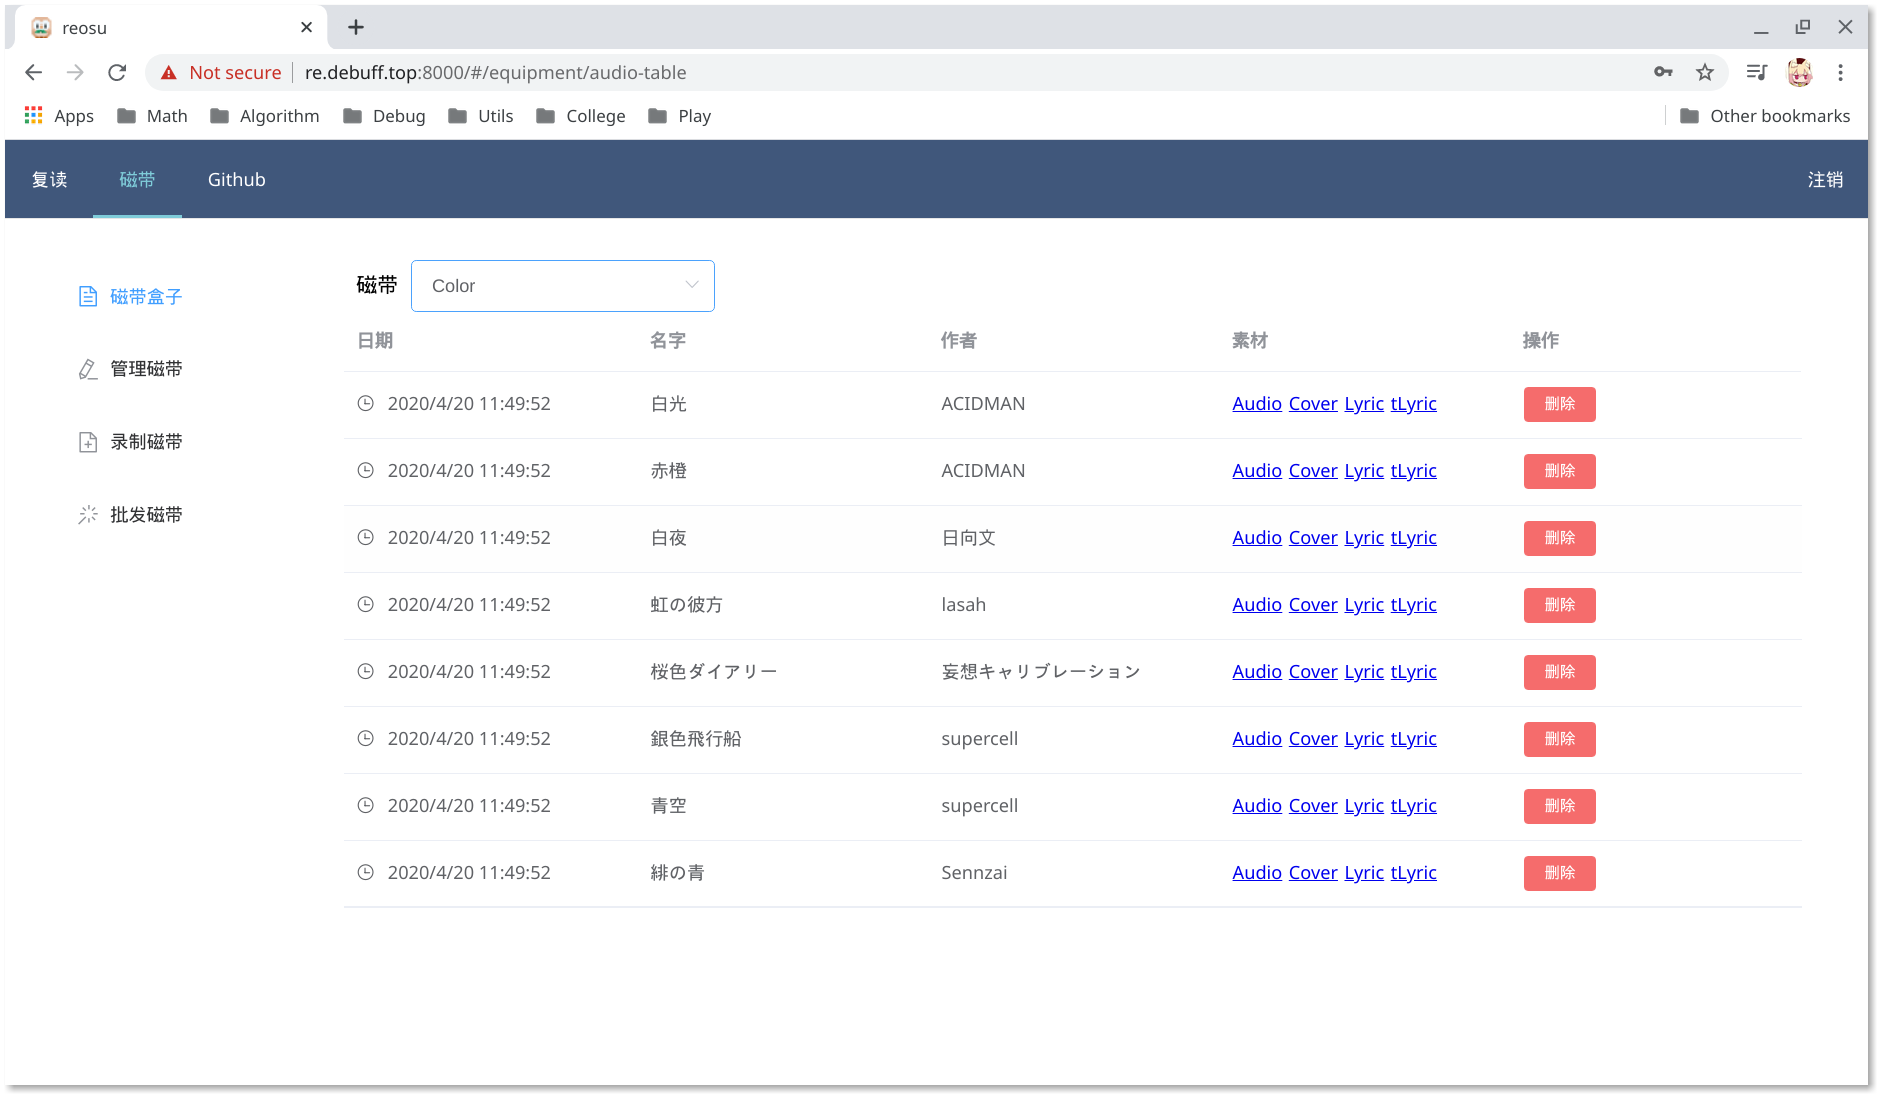 reosu
Not secure re.debuff.top:8000/#/equipment/audio-table
Apps Math Algorithm Debug Utils College Play Other bookmarks
复读 磁带 Github 注销
磁带盒子
管理磁带
录制磁带
批发磁带
磁带 Color
日期 名字 作者 素材 操作
2020/4/20 11:49:52 白光 ACIDMAN Audio Cover Lyric tLyric 删除
2020/4/20 11:49:52 赤橙 ACIDMAN Audio Cover Lyric tLyric 删除
2020/4/20 11:49:52 白夜 日向文 Audio Cover Lyric tLyric 删除
2020/4/20 11:49:52 虹の彼方 lasah Audio Cover Lyric tLyric 删除
2020/4/20 11:49:52 桜色ダイアリー 妄想キャリブレーション Audio Cover Lyric tLyric 删除
2020/4/20 11:49:52 銀色飛行船 supercell Audio Cover Lyric tLyric 删除
2020/4/20 11:49:52 青空 supercell Audio Cover Lyric tLyric 删除
2020/4/20 11:49:52 緋の青 Sennzai Audio Cover Lyric tLyric 删除